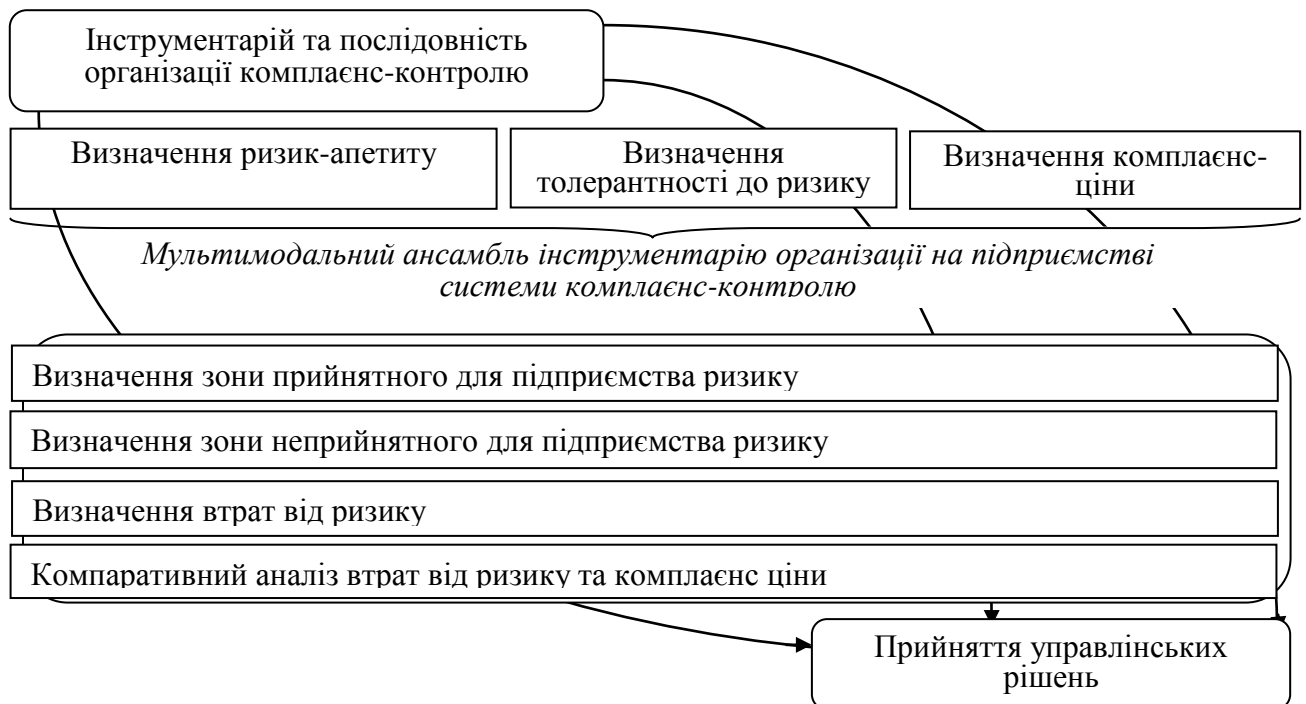 Інструментарій та послідовність
організації комплаєнс-контролю
Визначення ризик-апетиту
Визначення
толерантності до ризику
Визначення комплаєнс-
ціни
Мультимодальний ансамбль інструментарію організації на підприємстві
системи комплаєнс-контролю
Визначення зони прийнятного для підприємства ризику
Визначення зони неприйнятного для підприємства ризику
Визначення втрат від ризику
Компаративний аналіз втрат від ризику та комплаєнс ціни
Прийняття управлінських
рішень